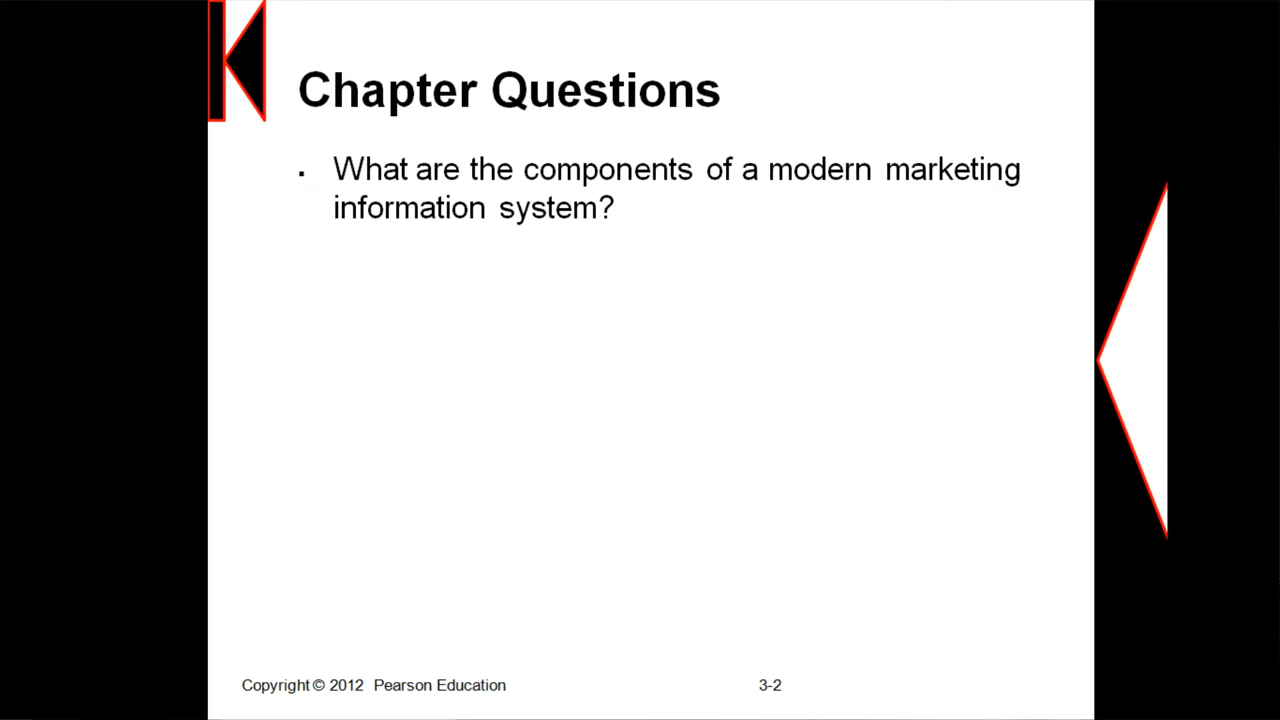 Chapter Questions
▪ What are the components of a modern marketing
information system?
Copyright © 2012 Pearson Education 3-2